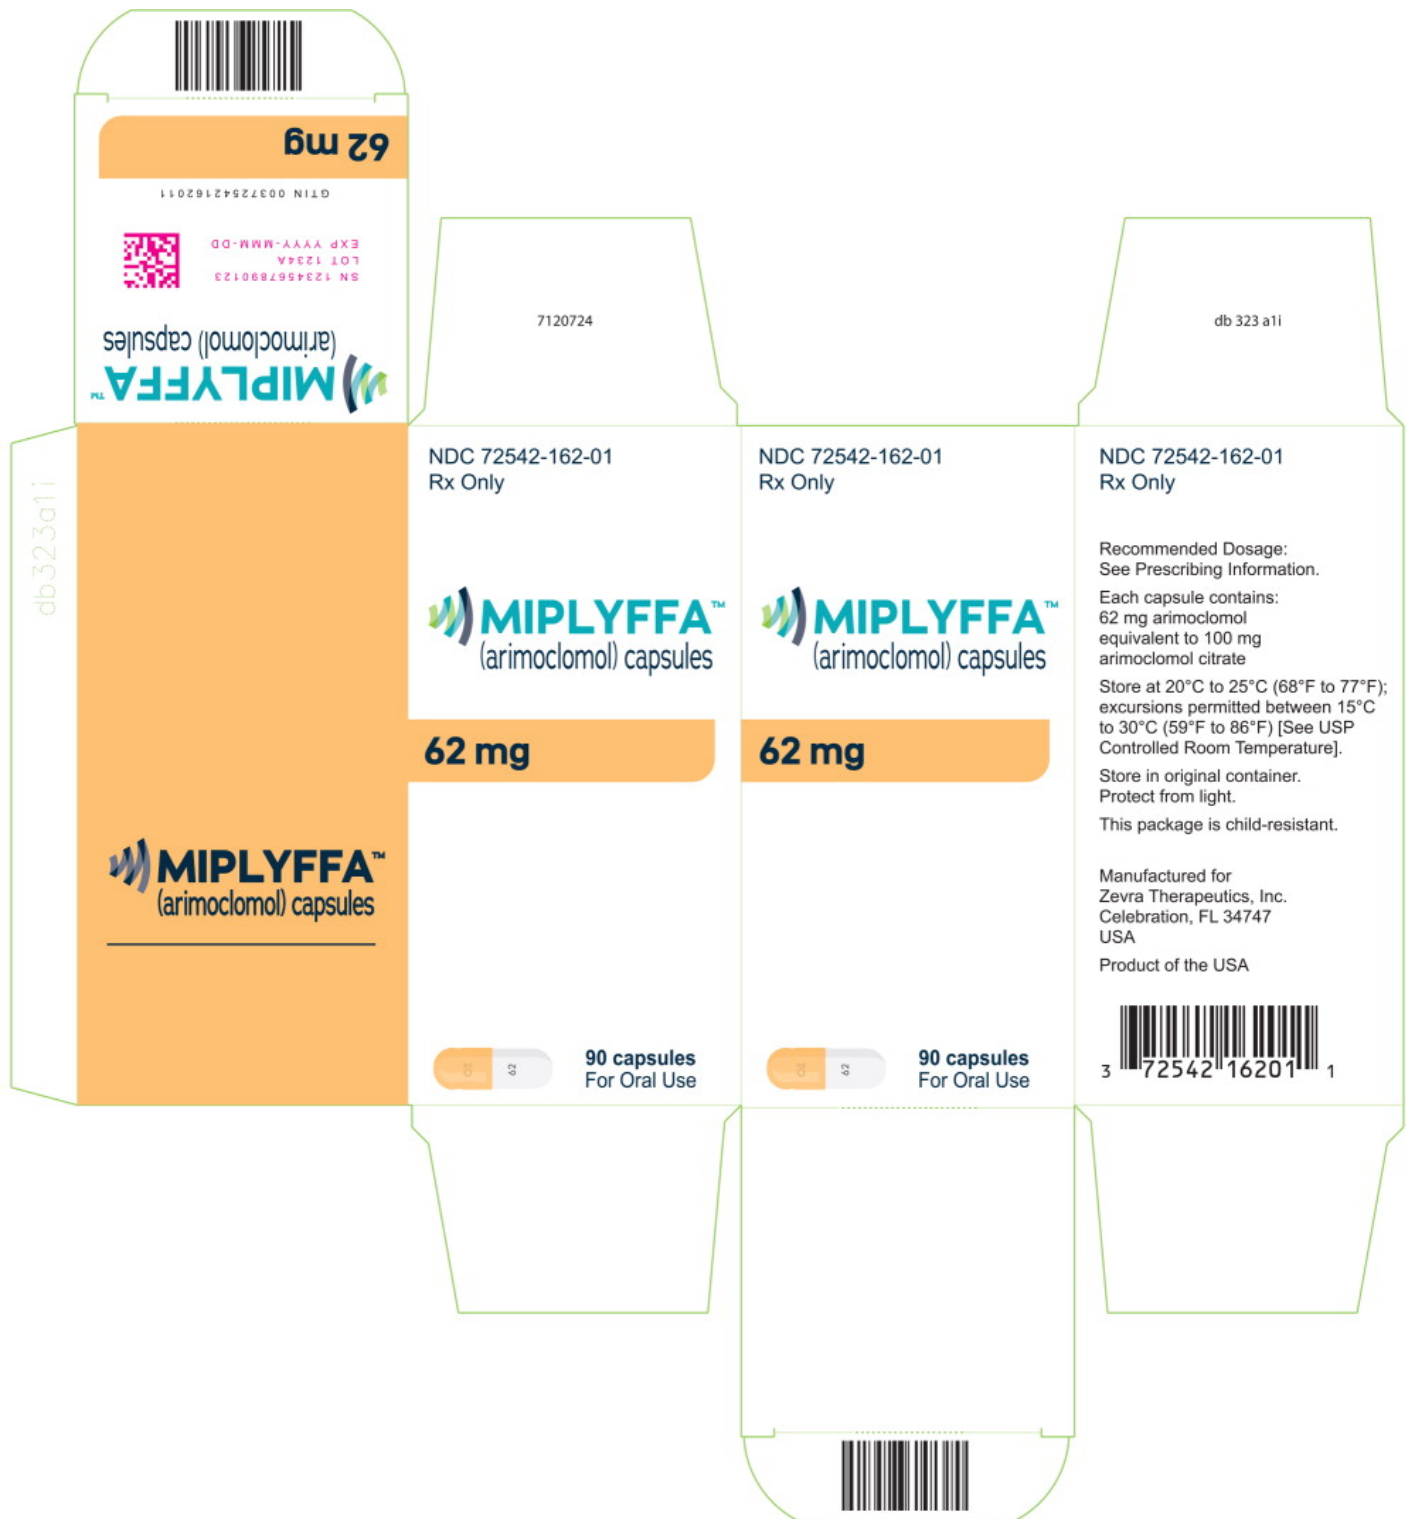 62 mg
GTIN 00372542162011
EXP YYYY-MMM-DD
LOT 1234A
SN 1234567890123
MIPLYFFA™
(arimoclomol) capsules
7120724
db 323 a1i
db323a1i
MIPLYFFA™
(arimoclomol) capsules
NDC 72542-162-01
Rx Only
MIPLYFFA™
(arimoclomol) capsules
62 mg
62
90 capsules
For Oral Use
NDC 72542-162-01
Rx Only
MIPLYFFA™
(arimoclomol) capsules
62 mg
62
90 capsules
For Oral Use
NDC 72542-162-01
Rx Only
Recommended Dosage:
See Prescribing Information.
Each capsule contains:
62 mg arimoclomol
equivalent to 100 mg
arimoclomol citrate
Store at 20°C to 25°C (68°F to 77°F);
excursions permitted between 15°C
to 30°C (59°F to 86°F) [See USP
Controlled Room Temperature].
Store in original container.
Protect from light.
This package is child-resistant.
Manufactured for
Zevra Therapeutics, Inc.
Celebration, FL 34747
USA
Product of the USA
3 72542 16201 1